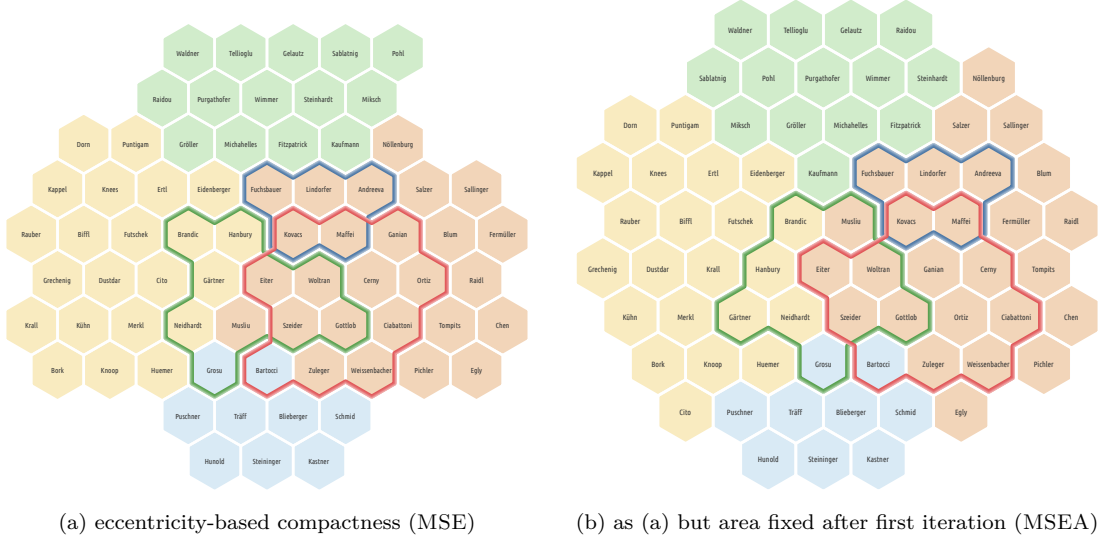 Waldner Tellioglu Gelautz Sablatnig Pohl
Raidou Purgathofer Wimmer Steinhardt Miksch
Dorn Puntigam Gröller Michahelles Fitzpatrick Kaufmann Nöllenburg
Kappel Knees Ertl Eidenberger Fuchsbauer Lindorfer Andreeva Salzer Sallinger
Rauber Biffl Futschek Brandic Hanbury Kovacs Maffei Ganian Blum Fermüller
Grechenig Dustdar Cito Gärtner Eiter Woltran Cerny Ortiz Raidl
Krall Kühn Merkl Neidhardt Musliu Szeider Gottlob Ciabattoni Tompits Chen
Bork Knoop Huemer Grosu Bartocci Zuleger Weissenbacher Pichler Egly
Puschner Träff Blieberger Schmid
Hunold Steininger Kastner
(a) eccentricity-based compactness (MSE)
Waldner Tellioglu Gelautz Raidou
Sablatnig Pohl Purgathofer Wimmer Steinhardt Nöllenburg
Dorn Puntigam Miksch Gröller Michahelles Fitzpatrick Salzer Sallinger
Kappel Knees Ertl Eidenberger Kaufmann Fuchsbauer Lindorfer Andreeva Blum
Rauber Biffl Futschek Brandic Musliu Kovacs Maffei Fermüller Raidl
Grechenig Dustdar Krall Hanbury Eiter Woltran Ganian Cerny Tompits
Kühn Merkl Gärtner Neidhardt Szeider Gottlob Ortiz Ciabattoni Chen
Bork Knoop Huemer Grosu Bartocci Zuleger Weissenbacher Pichler
Cito Puschner Träff Blieberger Schmid Egly
Hunold Steininger Kastner
(b) as (a) but area fixed after first iteration (MSEA)